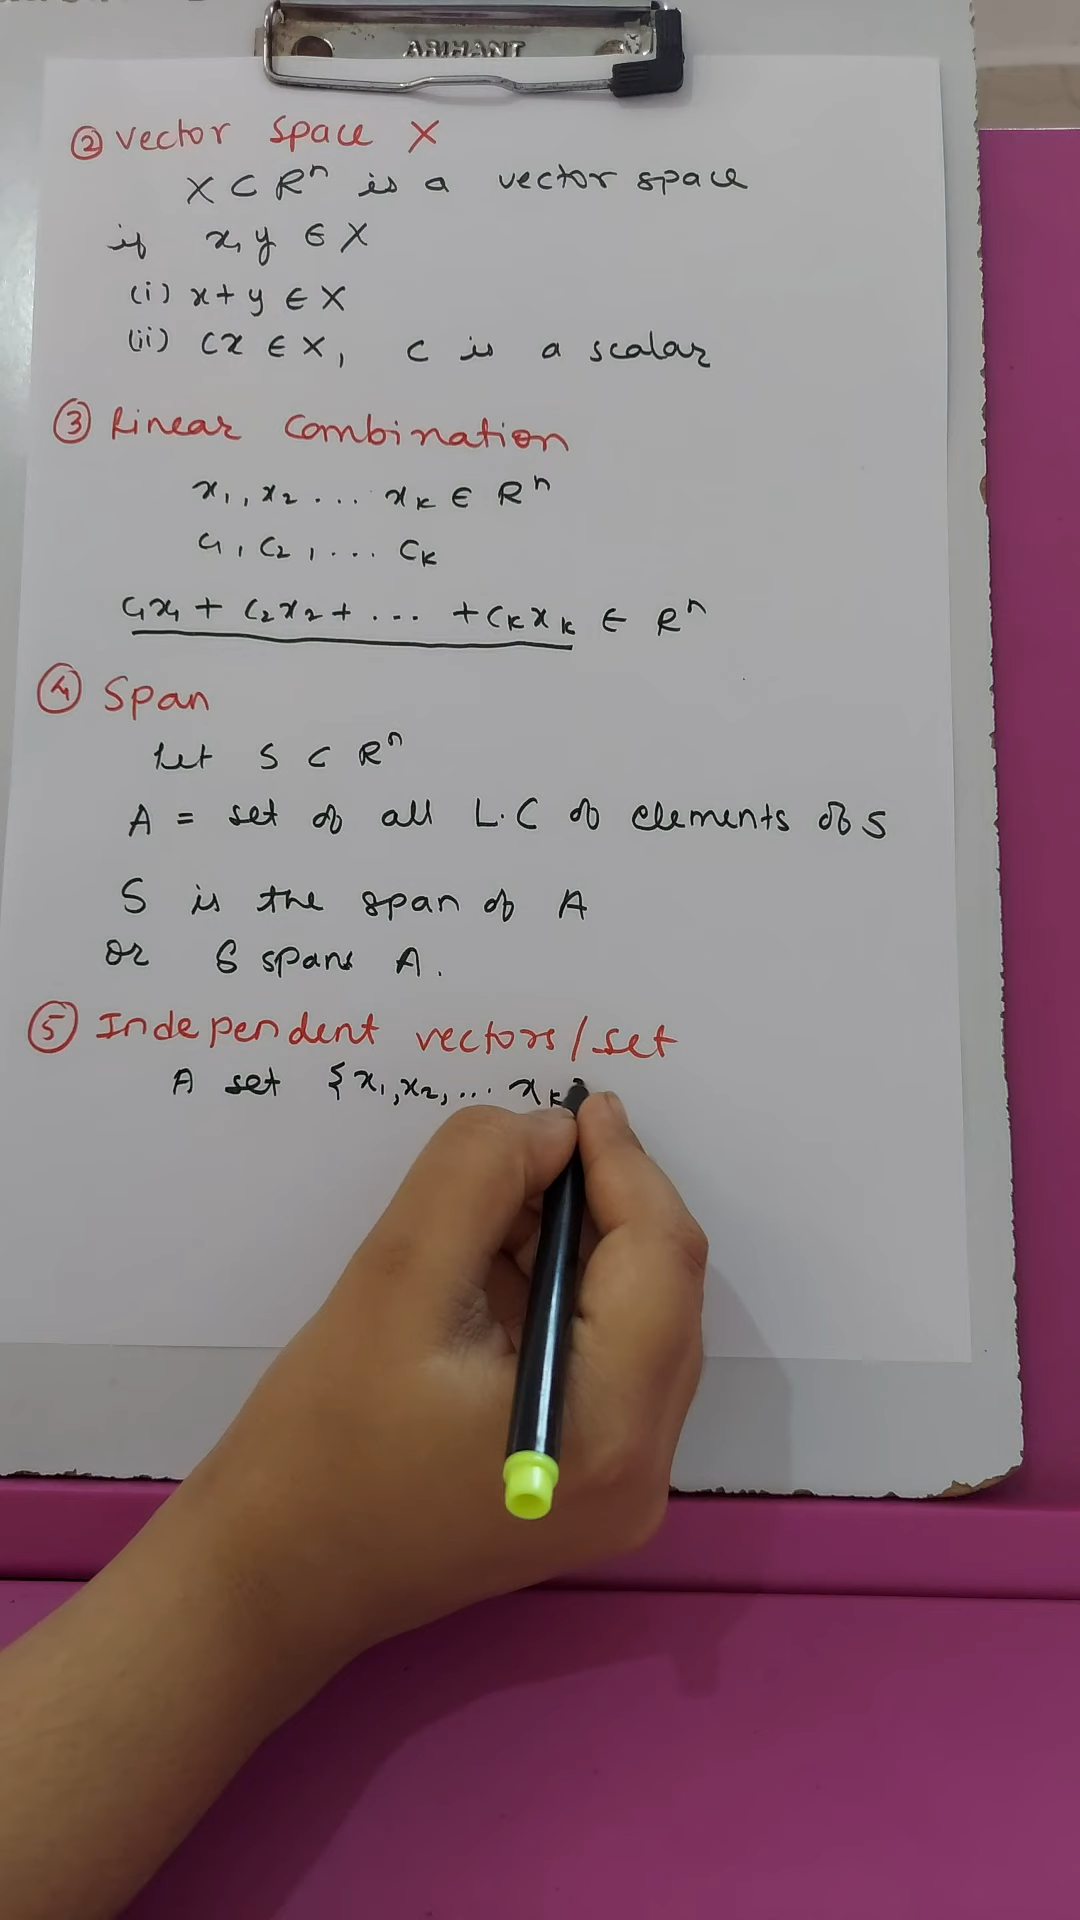 ARIHANT
② Vector space X
X ⊂ Rⁿ is a vector space
if x, y ∈ X
(i) x + y ∈ X
(ii) cx ∈ X, c is a scalar
③ Linear Combination
x₁, x₂ ... xₖ ∈ Rⁿ
c₁, c₂, ... cₖ
c₁x₁ + c₂x₂ + ... + cₖxₖ ∈ Rⁿ
④ Span
Let S ⊂ Rⁿ
A = set of all L.C of elements of S
S is the span of A
or S spans A.
⑤ Independent vectors/set
A set {x₁, x₂, ... xₖ